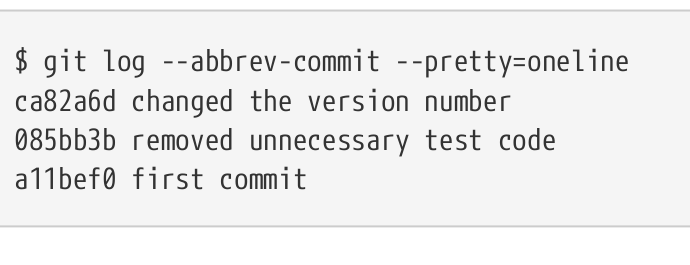 $ git log --abbrev-commit --pretty=oneline
ca82a6d changed the version number
085bb3b removed unnecessary test code
a11bef0 first commit